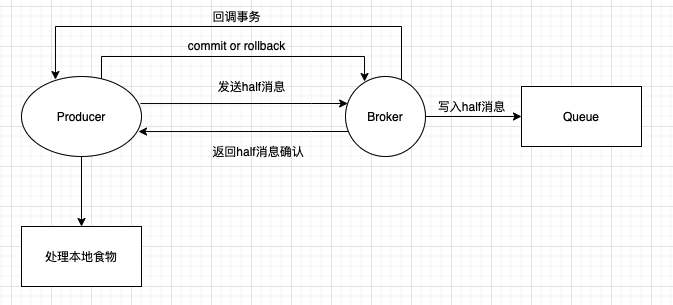 回调事务
commit or rollback
发送half消息
Producer
Broker
写入half消息
Queue
返回half消息确认
处理本地食物